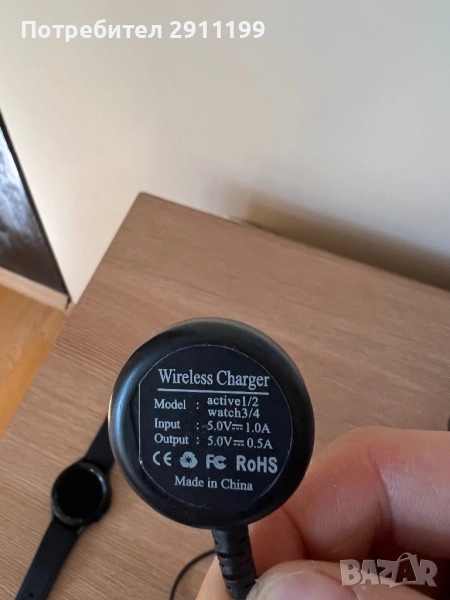 Потребител 2911199
Wireless Charger
Model : active1/2
watch3/4
Input : 5.0V⎓1.0A
Output : 5.0V⎓0.5A
CE FC RoHS
Made in China
BAZAR